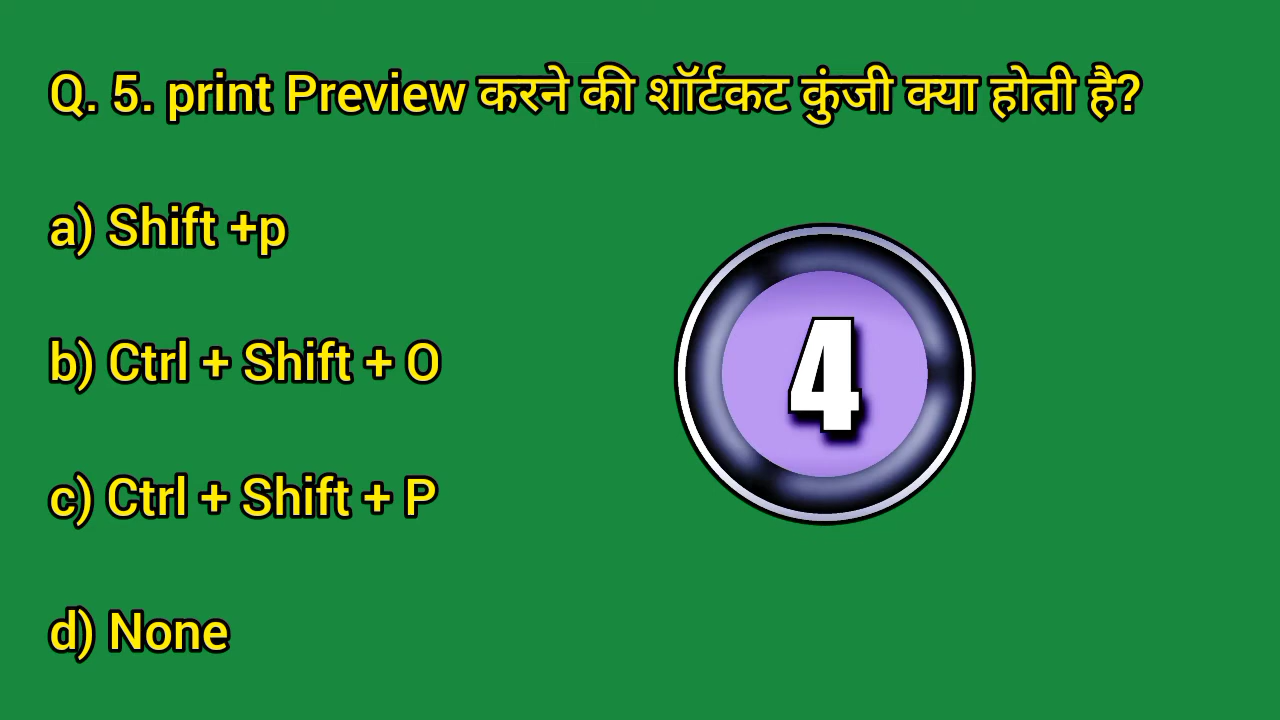 Q. 5. print Preview करने की शॉर्टकट कुंजी क्या होती है?
a) Shift +p
b) Ctrl + Shift + O
4
c) Ctrl + Shift + P
d) None